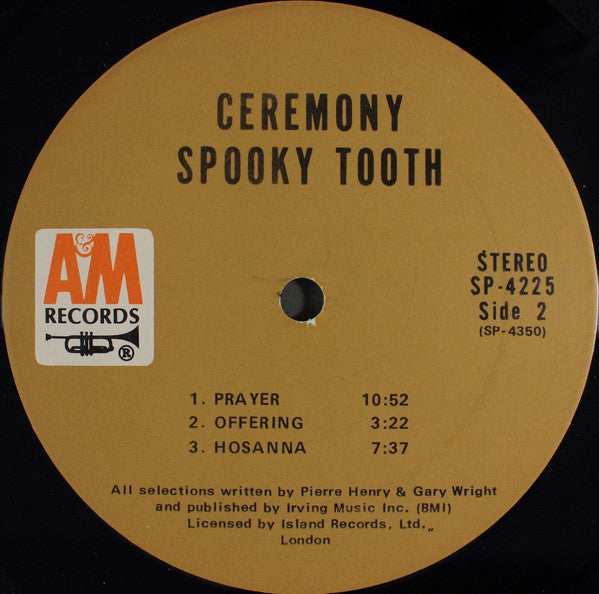 CEREMONY
SPOOKY TOOTH
A&M
RECORDS
®
STEREO
SP-4225
Side 2
(SP-4350)
1. PRAYER 10:52
2. OFFERING 3:22
3. HOSANNA 7:37
All selections written by Pierre Henry & Gary Wright
and published by Irving Music Inc. (BMI)
Licensed by Island Records, Ltd.,,
London